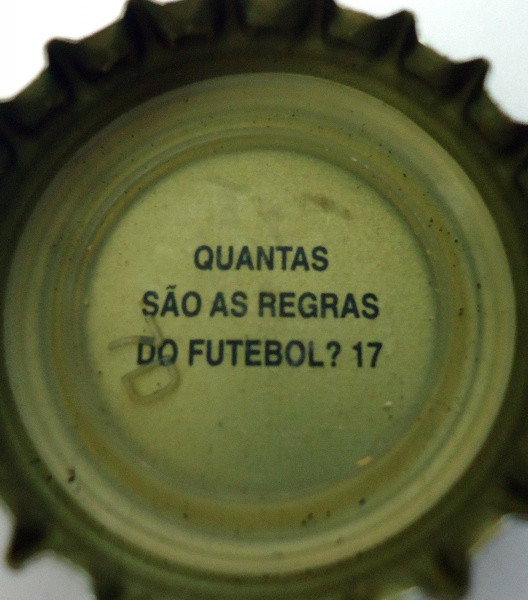 QUANTAS
SÃO AS REGRAS
DO FUTEBOL? 17